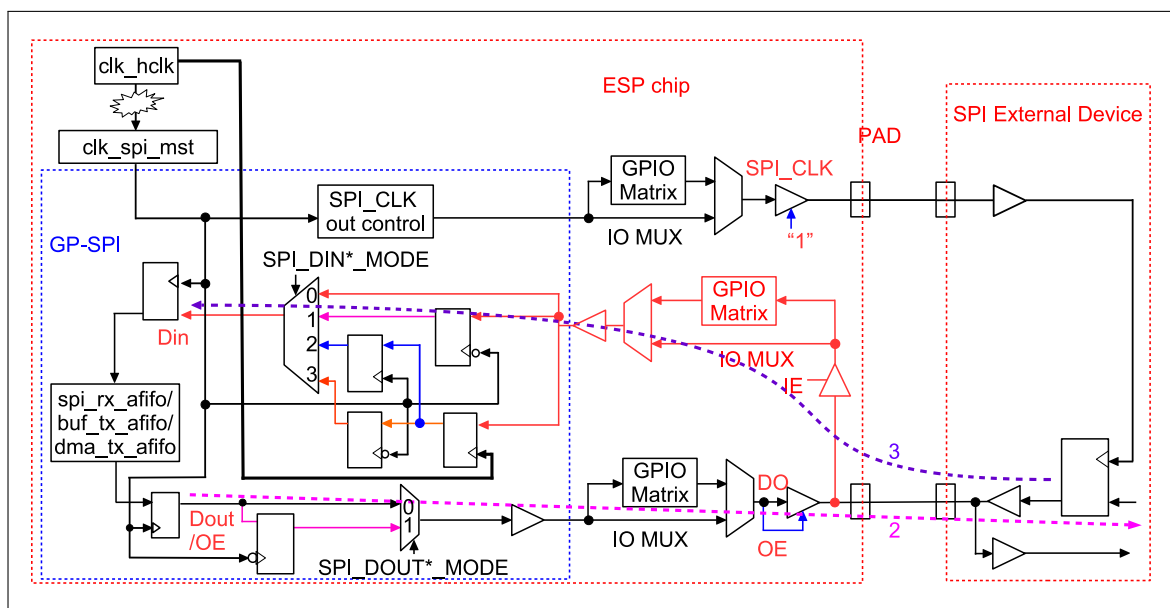 clk_hclk
ESP chip
SPI External Device
PAD
clk_spi_mst
GPIO
Matrix
SPI_CLK
SPI_CLK
out control
IO MUX
“1”
GP-SPI
SPI_DIN*_MODE
0
1
2
3
Din
GPIO
Matrix
IO MUX
IE
spi_rx_afifo/
buf_tx_afifo/
dma_tx_afifo
3
GPIO
Matrix
DO
0
1
Dout
/OE
2
IO MUX
OE
SPI_DOUT*_MODE